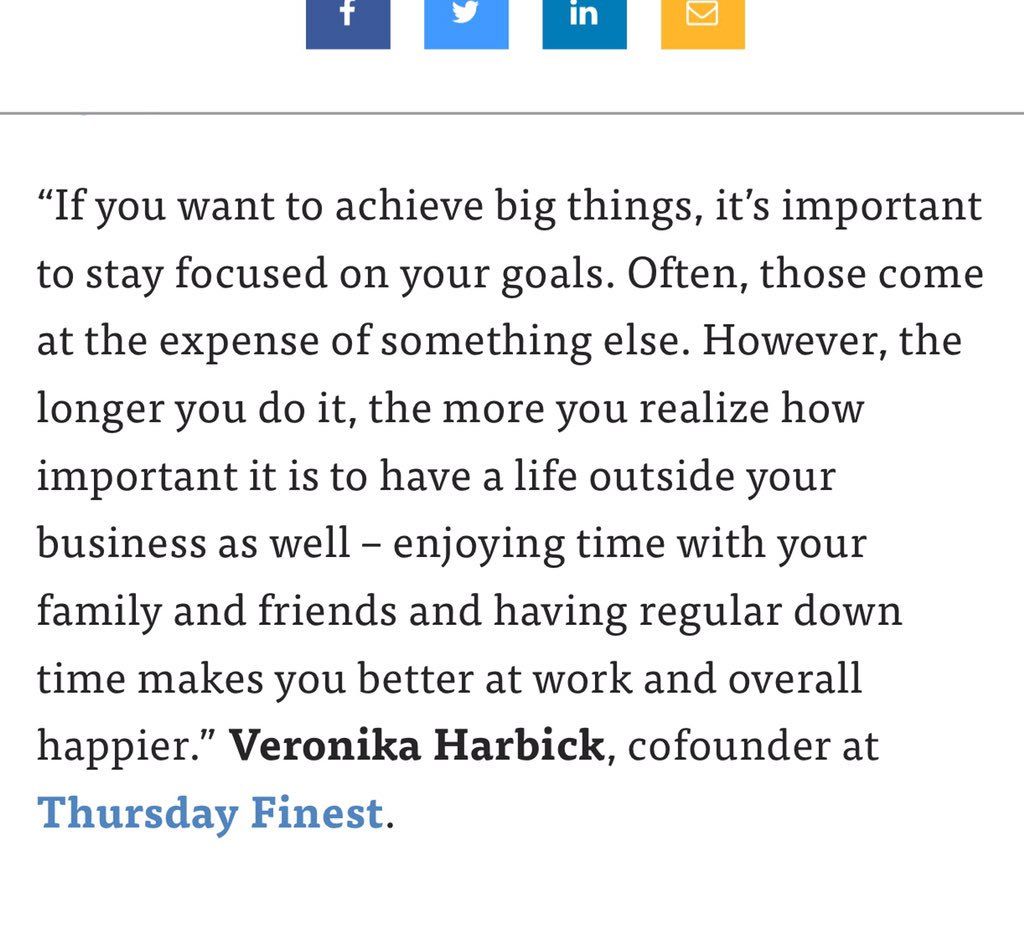 “If you want to achieve big things, it’s important
to stay focused on your goals. Often, those come
at the expense of something else. However, the
longer you do it, the more you realize how
important it is to have a life outside your
business as well – enjoying time with your
family and friends and having regular down
time makes you better at work and overall
happier.” Veronika Harbick, cofounder at
Thursday Finest.